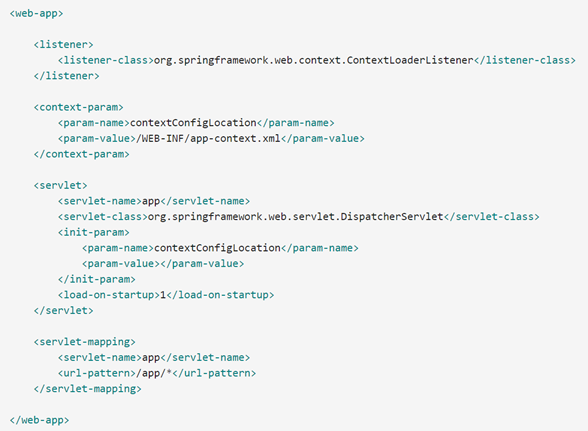 <web-app>
<listener>
<listener-class>org.springframework.web.context.ContextLoaderListener</listener-class>
</listener>
<context-param>
<param-name>contextConfigLocation</param-name>
<param-value>/WEB-INF/app-context.xml</param-value>
</context-param>
<servlet>
<servlet-name>app</servlet-name>
<servlet-class>org.springframework.web.servlet.DispatcherServlet</servlet-class>
<init-param>
<param-name>contextConfigLocation</param-name>
<param-value></param-value>
</init-param>
<load-on-startup>1</load-on-startup>
</servlet>
<servlet-mapping>
<servlet-name>app</servlet-name>
<url-pattern>/app/*</url-pattern>
</servlet-mapping>
</web-app>